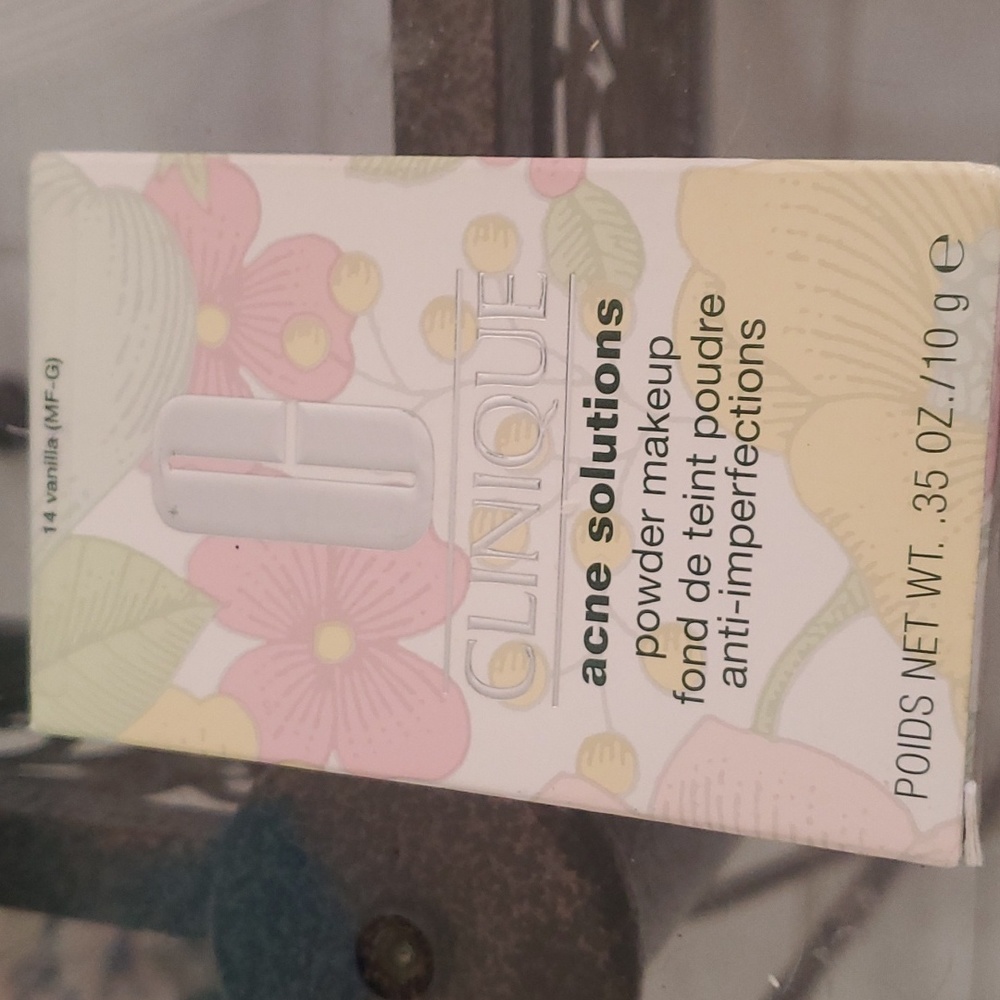 14 vanilla (MF-G)
CLINIQUE
acne solutions
powder makeup
fond de teint poudre
anti-imperfections
POIDS NET WT. .35 OZ./10 g e